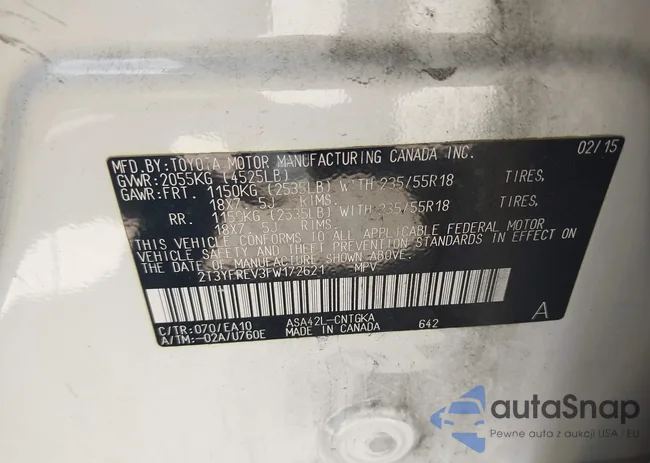 MFD.BY:TOYOTA MOTOR MANUFACTURING CANADA INC. 02/15
GVWR:2055KG (4525LB)
GAWR:FRT. 1150KG (2535LB) WITH 235/55R18 TIRES,
18X7 5J RIMS,
RR. 1150KG (2535LB) WITH 235/55R18 TIRES,
18X7 5J RIMS.
THIS VEHICLE CONFORMS TO ALL APPLICABLE FEDERAL MOTOR
VEHICLE SAFETY AND THEFT PREVENTION STANDARDS IN EFFECT ON
THE DATE OF MANUFACTURE SHOWN ABOVE.
2T3YFREV3FW172621 MPV
C/TR:070/EA10 ASA42L-CNTGKA A
A/TM:-02A/U760E MADE IN CANADA 642
autaSnap
Pewne auta z aukcji USA i EU